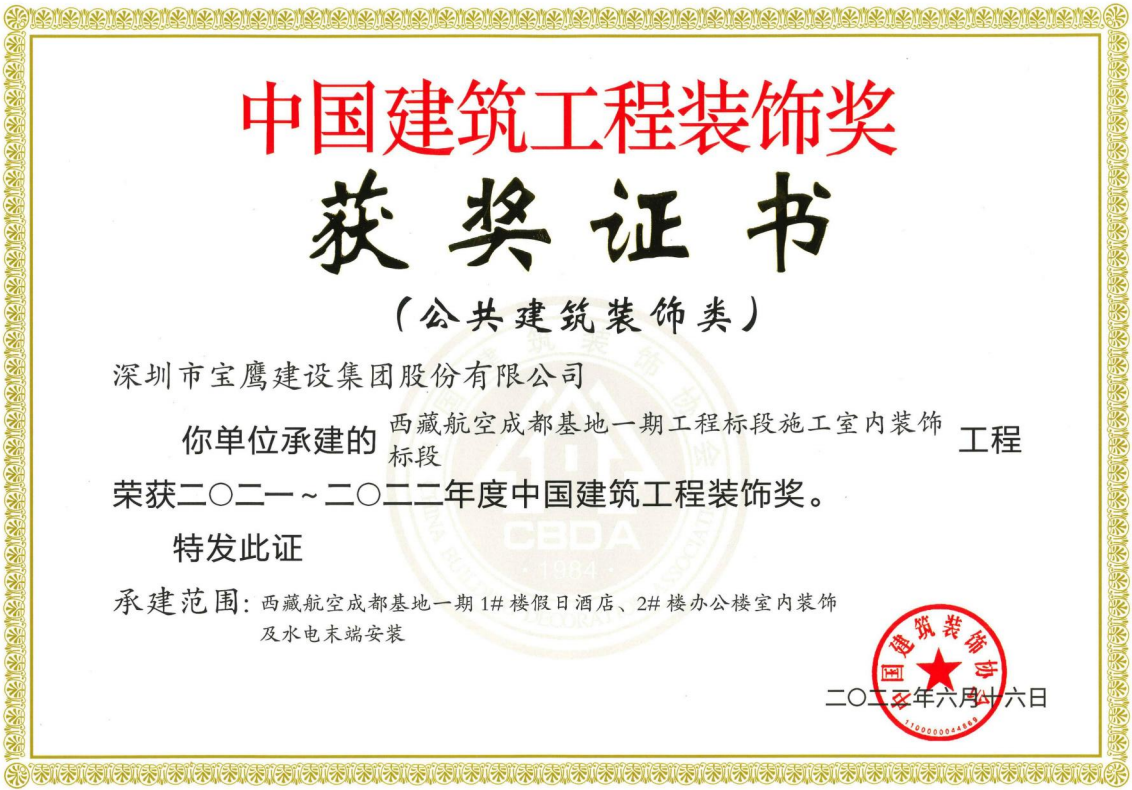 中国建筑工程装饰奖
获奖证书
（公共建筑装饰类）
深圳市宝鹰建设集团股份有限公司
你单位承建的 西藏航空成都基地一期工程标段施工室内装饰 工程
标段
荣获二〇二一～二〇二二年度中国建筑工程装饰奖。
特发此证
承建范围：西藏航空成都基地一期1#楼假日酒店、2#楼办公楼室内装饰
及水电末端安装
中国建筑装饰协会
二〇二三年六月十六日
1100000044869
CBDA
·1984·